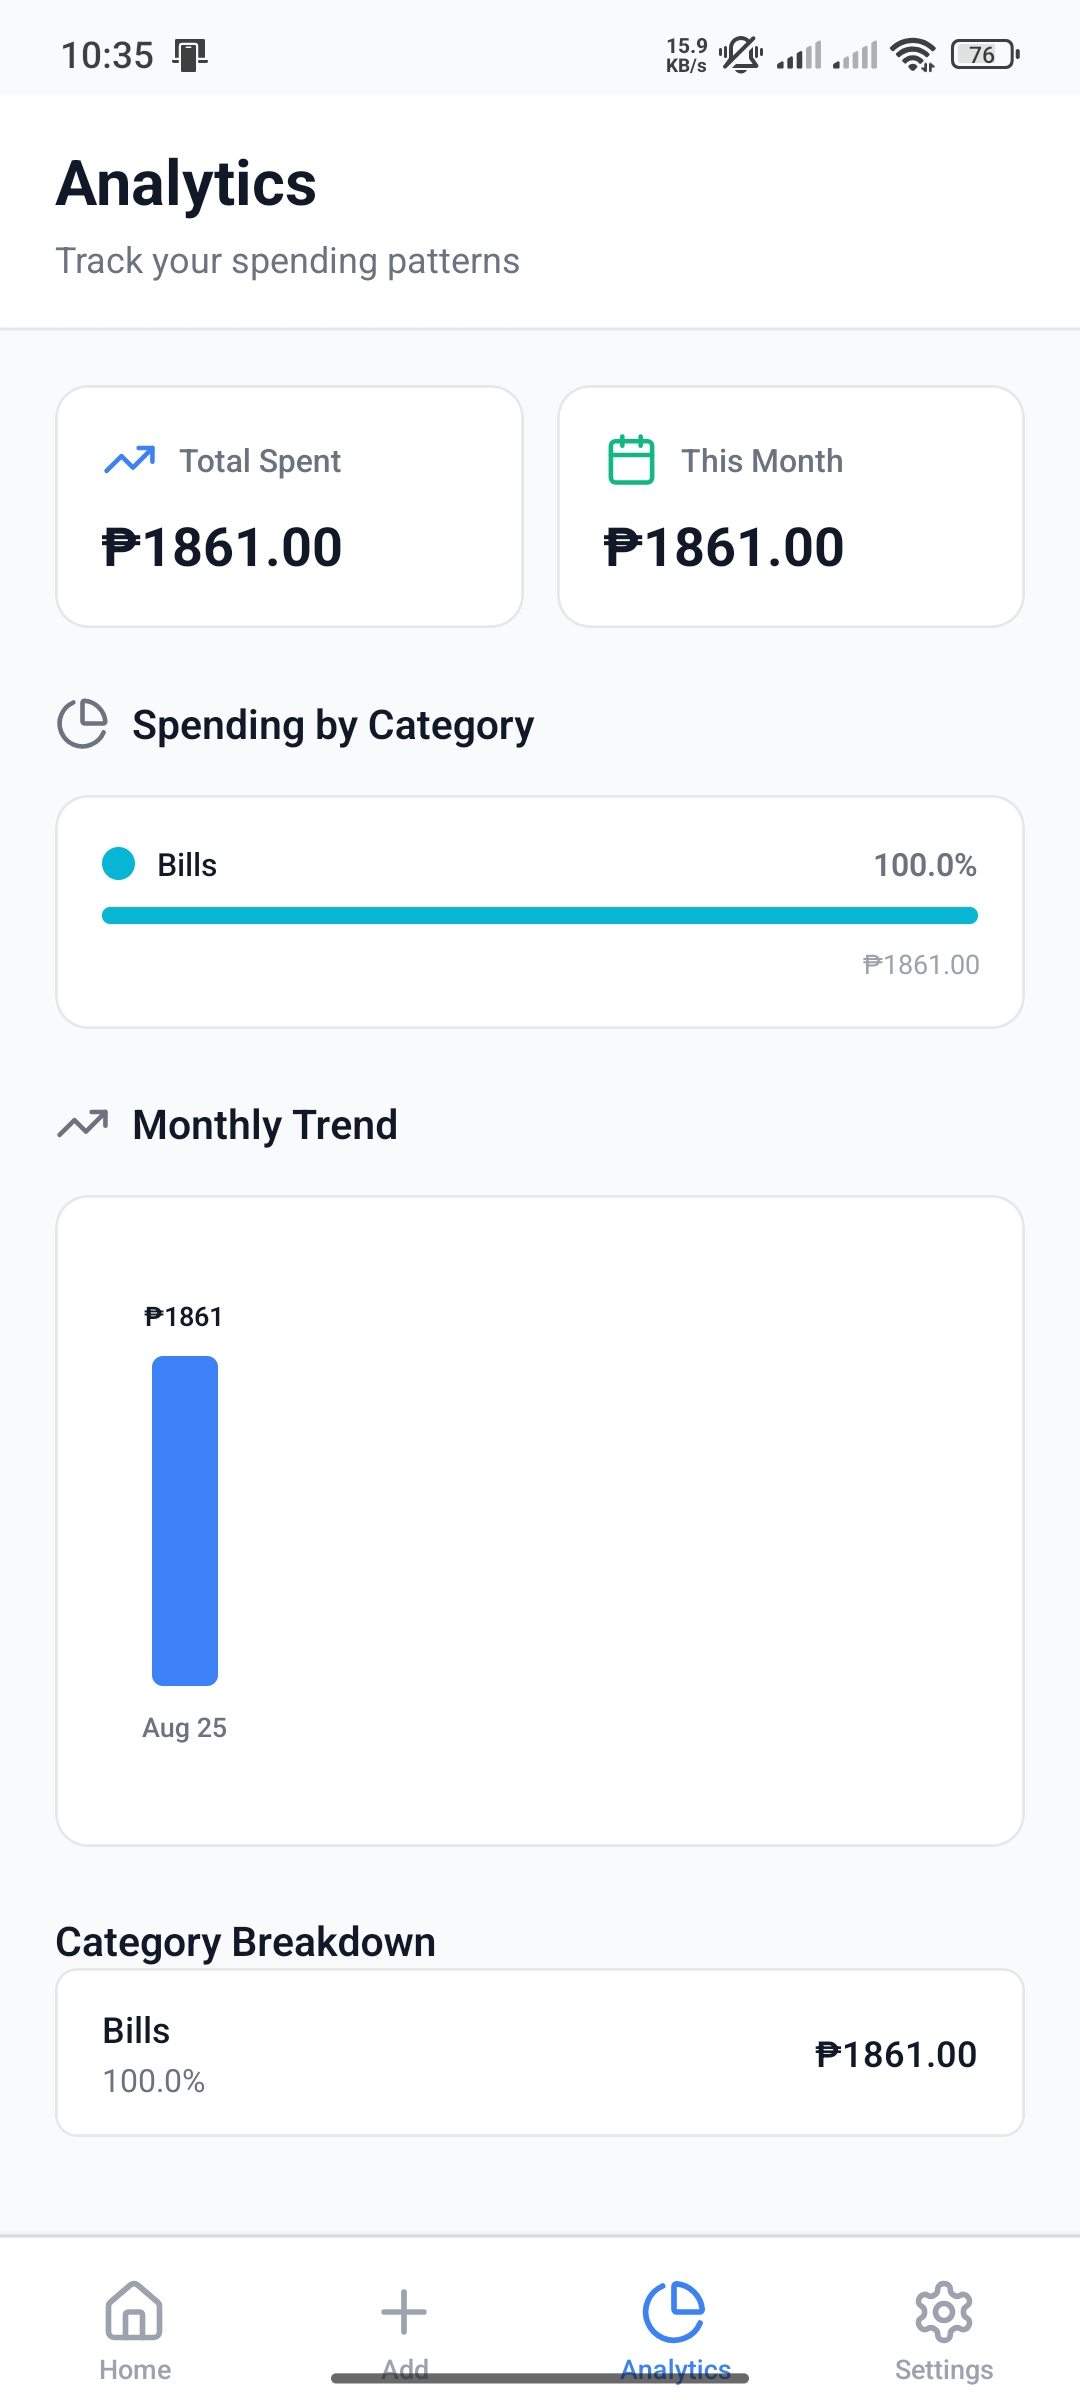 10:35
15.9
KB/s
76
Analytics
Track your spending patterns
Total Spent
₱1861.00
This Month
₱1861.00
Spending by Category
Bills
100.0%
₱1861.00
Monthly Trend
₱1861
Aug 25
Category Breakdown
Bills
100.0%
₱1861.00
Home
Add
Analytics
Settings